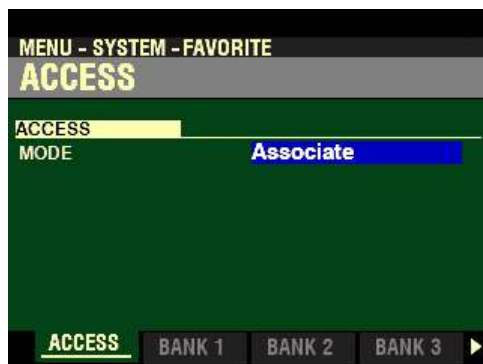 MENU - SYSTEM - FAVORITE
ACCESS
ACCESS
MODE Associate
ACCESS BANK 1 BANK 2 BANK 3